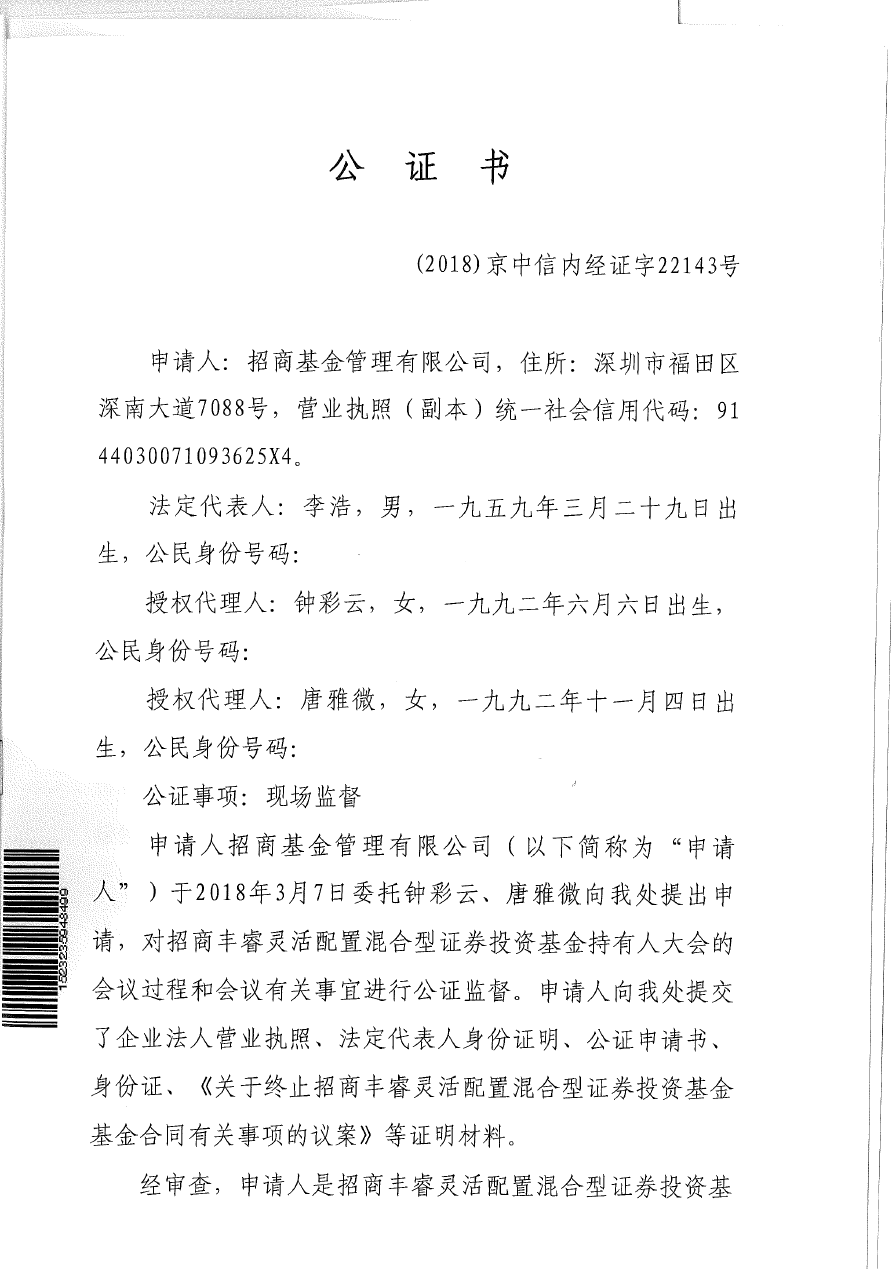 公 证 书
(2018)京中信内经证字22143号
申请人：招商基金管理有限公司，住所：深圳市福田区
深南大道7088号，营业执照（副本）统一社会信用代码：91
44030071093625X4。
法定代表人：李浩，男，一九五九年三月二十九日出
生，公民身份号码：
授权代理人：钟彩云，女，一九九二年六月六日出生，
公民身份号码：
授权代理人：唐雅微，女，一九九二年十一月四日出
生，公民身份号码：
公证事项：现场监督
申请人招商基金管理有限公司（以下简称为“申请
人”）于2018年3月7日委托钟彩云、唐雅微向我处提出申
请，对招商丰睿灵活配置混合型证券投资基金持有人大会的
会议过程和会议有关事宜进行公证监督。申请人向我处提交
了企业法人营业执照、法定代表人身份证明、公证申请书、
身份证、《关于终止招商丰睿灵活配置混合型证券投资基金
基金合同有关事项的议案》等证明材料。
经审查，申请人是招商丰睿灵活配置混合型证券投资基
1523235948499